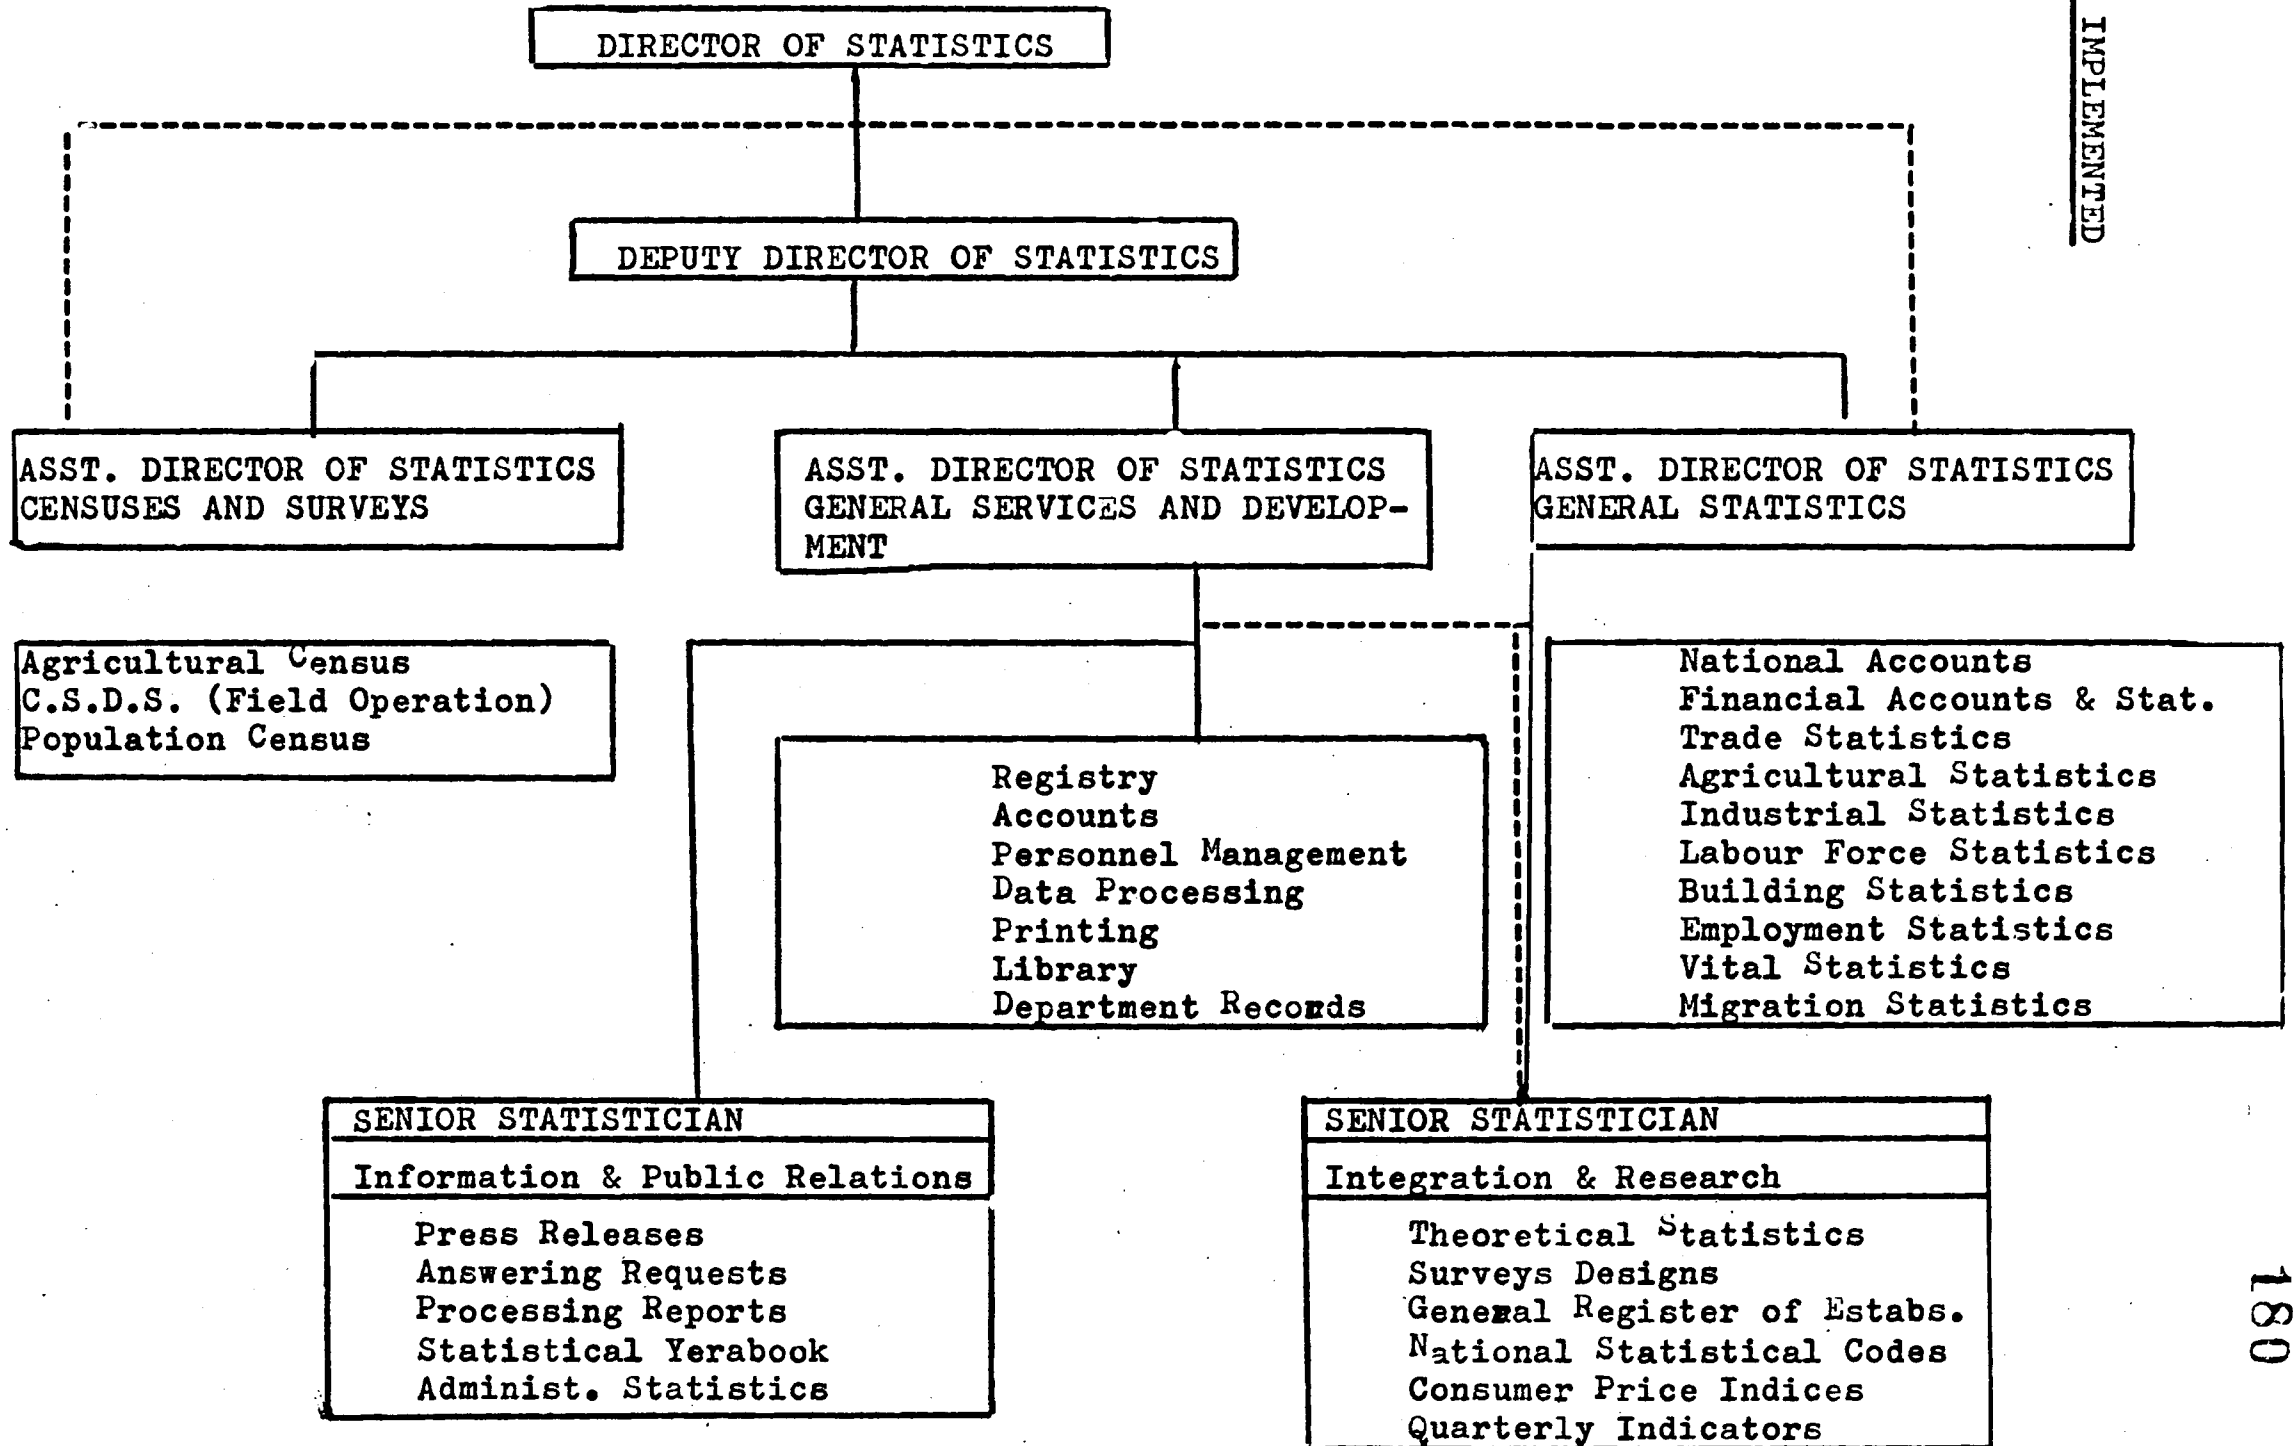 IMPLEMENTED
DIRECTOR OF STATISTICS
DEPUTY DIRECTOR OF STATISTICS
ASST. DIRECTOR OF STATISTICS
CENSUSES AND SURVEYS
ASST. DIRECTOR OF STATISTICS
GENERAL SERVICES AND DEVELOP-
MENT
ASST. DIRECTOR OF STATISTICS
GENERAL STATISTICS
Agricultural Census
C.S.D.S. (Field Operation)
Population Census
Registry
Accounts
Personnel Management
Data Processing
Printing
Library
Department Records
National Accounts
Financial Accounts & Stat.
Trade Statistics
Agricultural Statistics
Industrial Statistics
Labour Force Statistics
Building Statistics
Employment Statistics
Vital Statistics
Migration Statistics
SENIOR STATISTICIAN
Information & Public Relations
Press Releases
Answering Requests
Processing Reports
Statistical Yerabook
Administ. Statistics
SENIOR STATISTICIAN
Integration & Research
Theoretical Statistics
Surveys Designs
General Register of Estabs.
National Statistical Codes
Consumer Price Indices
Quarterly Indicators
180